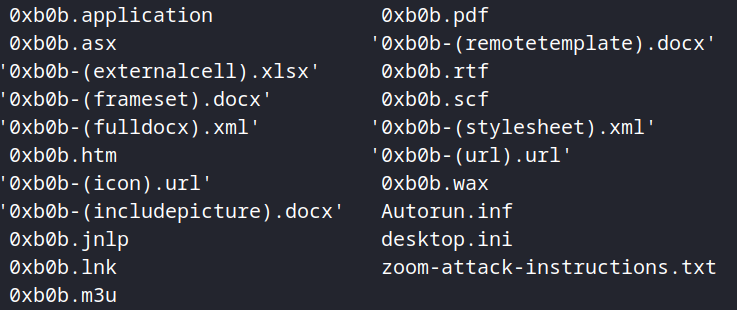 0xb0b.application 0xb0b.pdf
0xb0b.asx '0xb0b-(remotetemplate).docx'
'0xb0b-(externalcell).xlsx' 0xb0b.rtf
'0xb0b-(frameset).docx' 0xb0b.scf
'0xb0b-(fulldocx).xml' '0xb0b-(stylesheet).xml'
0xb0b.htm '0xb0b-(url).url'
'0xb0b-(icon).url' 0xb0b.wax
'0xb0b-(includepicture).docx' Autorun.inf
0xb0b.jnlp desktop.ini
0xb0b.lnk zoom-attack-instructions.txt
0xb0b.m3u